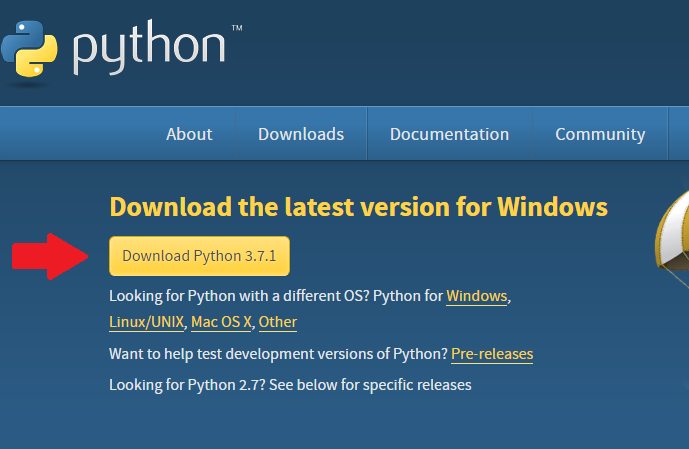 python™
About Downloads Documentation Community
Download the latest version for Windows
Download Python 3.7.1
Looking for Python with a different OS? Python for Windows,
Linux/UNIX, Mac OS X, Other
Want to help test development versions of Python? Pre-releases
Looking for Python 2.7? See below for specific releases